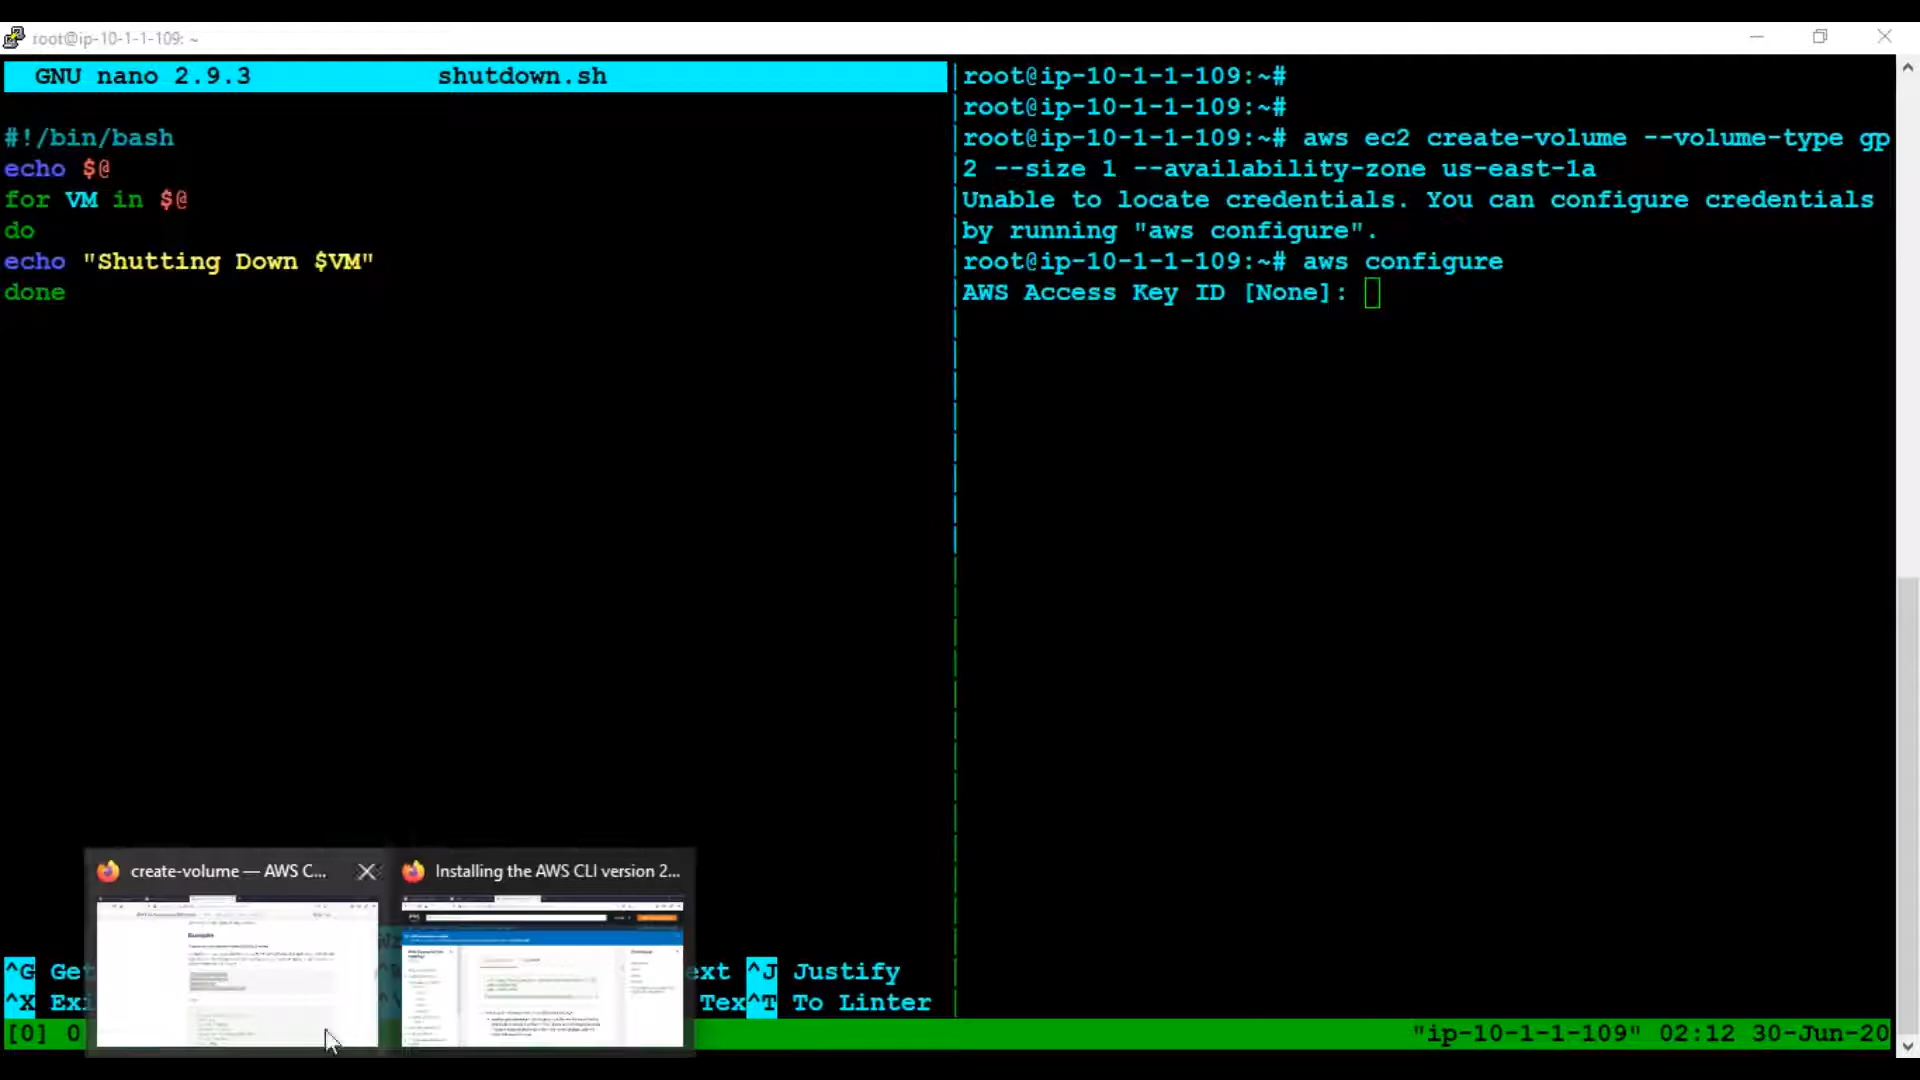 root@ip-10-1-1-109: ~
GNU nano 2.9.3 shutdown.sh
#!/bin/bash
echo $@
for VM in $@
do
echo "Shutting Down $VM"
done
root@ip-10-1-1-109:~#
root@ip-10-1-1-109:~#
root@ip-10-1-1-109:~# aws ec2 create-volume --volume-type gp
2 --size 1 --availability-zone us-east-1a
Unable to locate credentials. You can configure credentials
by running "aws configure".
root@ip-10-1-1-109:~# aws configure
AWS Access Key ID [None]:
create-volume — AWS C...
Installing the AWS CLI version 2...
Examples
^G Ge
ext ^J Justify
^X Exi
Tex^T To Linter
[0] 0
"ip-10-1-1-109" 02:12 30-Jun-20